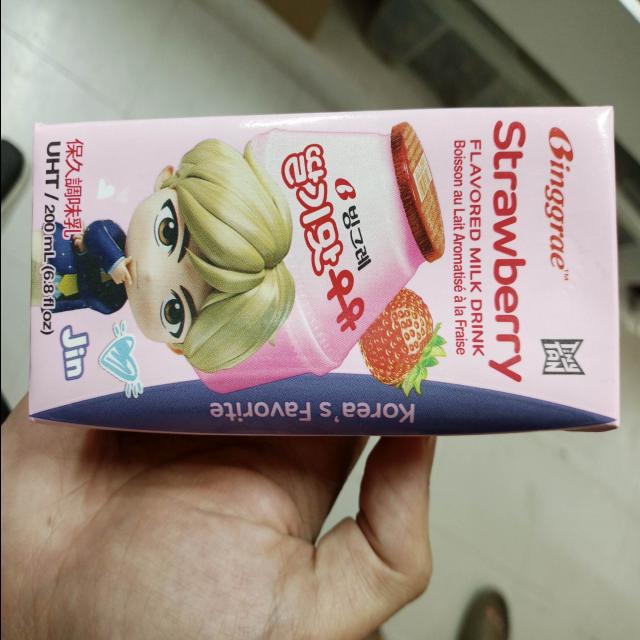 Binggrae™
Strawberry
FLAVORED MILK DRINK
Boisson au Lait Aromatisé à la Fraise
TinyTAN
빙그레
딸기맛우유
Jin
保久調味乳
UHT / 200 mL (6.8 fl oz)
Korea's Favorite